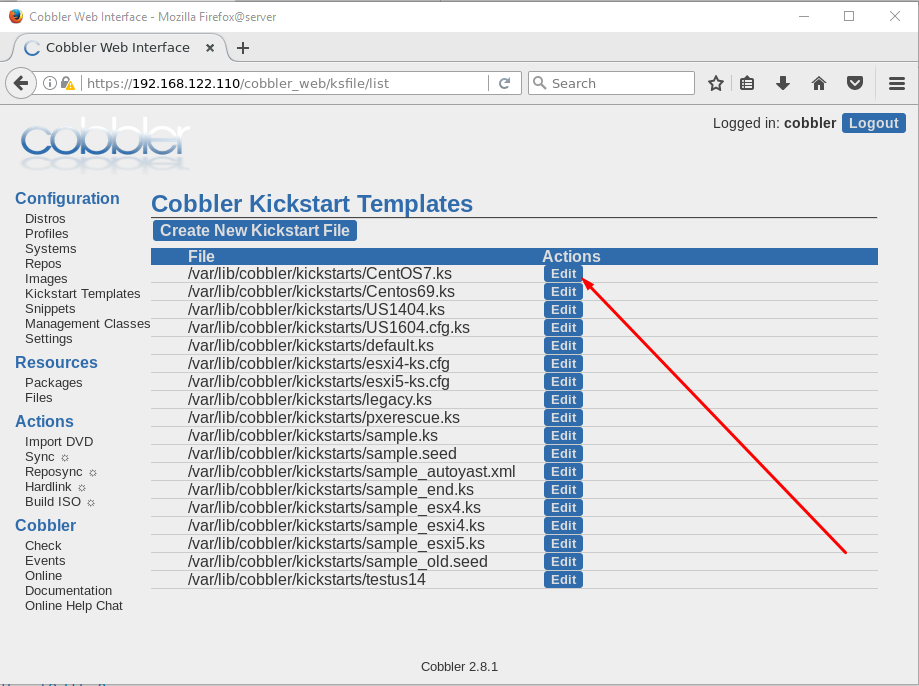 Cobbler Web Interface - Mozilla Firefox@server
Cobbler Web Interface
https://192.168.122.110/cobbler_web/ksfile/list
Search
cobbler
Logged in: cobbler Logout
Configuration
Distros
Profiles
Systems
Repos
Images
Kickstart Templates
Snippets
Management Classes
Settings
Resources
Packages
Files
Actions
Import DVD
Sync ☼
Reposync ☼
Hardlink ☼
Build ISO ☼
Cobbler
Check
Events
Online
Documentation
Online Help Chat
Cobbler Kickstart Templates
Create New Kickstart File
File Actions
/var/lib/cobbler/kickstarts/CentOS7.ks Edit
/var/lib/cobbler/kickstarts/Centos69.ks Edit
/var/lib/cobbler/kickstarts/US1404.ks Edit
/var/lib/cobbler/kickstarts/US1604.cfg.ks Edit
/var/lib/cobbler/kickstarts/default.ks Edit
/var/lib/cobbler/kickstarts/esxi4-ks.cfg Edit
/var/lib/cobbler/kickstarts/esxi5-ks.cfg Edit
/var/lib/cobbler/kickstarts/legacy.ks Edit
/var/lib/cobbler/kickstarts/pxerescue.ks Edit
/var/lib/cobbler/kickstarts/sample.ks Edit
/var/lib/cobbler/kickstarts/sample.seed Edit
/var/lib/cobbler/kickstarts/sample_autoyast.xml Edit
/var/lib/cobbler/kickstarts/sample_end.ks Edit
/var/lib/cobbler/kickstarts/sample_esx4.ks Edit
/var/lib/cobbler/kickstarts/sample_esxi4.ks Edit
/var/lib/cobbler/kickstarts/sample_esxi5.ks Edit
/var/lib/cobbler/kickstarts/sample_old.seed Edit
/var/lib/cobbler/kickstarts/testus14 Edit
Cobbler 2.8.1